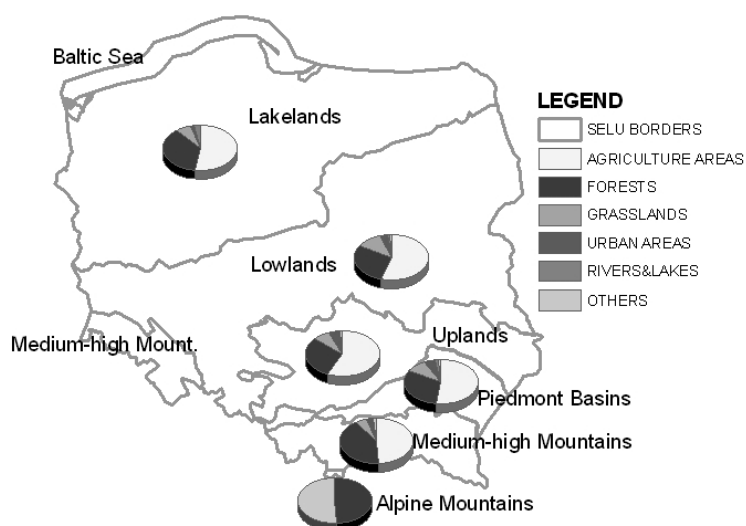 Baltic Sea
Lakelands
Lowlands
Medium-high Mount.
Uplands
Piedmont Basins
Medium-high Mountains
Alpine Mountains
LEGEND
SELU BORDERS
AGRICULTURE AREAS
FORESTS
GRASSLANDS
URBAN AREAS
RIVERS&LAKES
OTHERS